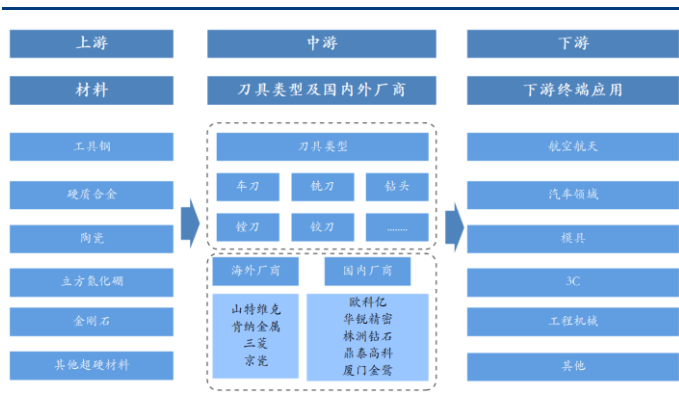 上游
中游
下游
材料
刀具类型及国内外厂商
下游终端应用
工具钢
硬质合金
陶瓷
立方氮化硼
金刚石
其他超硬材料
刀具类型
车刀
铣刀
钻头
镗刀
铰刀
........
海外厂商
国内厂商
山特维克
肯纳金属
三菱
京瓷
欧科亿
华锐精密
株洲钻石
鼎泰高科
厦门金鹭
航空航天
汽车领域
模具
3C
工程机械
其他